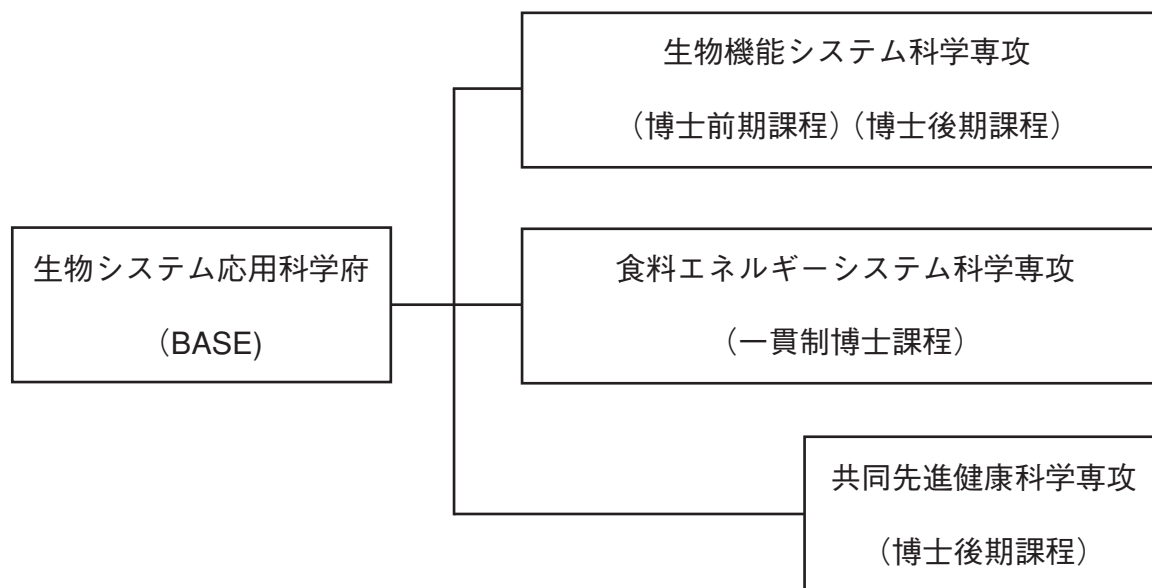 生物機能システム科学専攻
（博士前期課程）（博士後期課程）
生物システム応用科学府
（BASE)
食料エネルギーシステム科学専攻
（一貫制博士課程）
共同先進健康科学専攻
（博士後期課程）